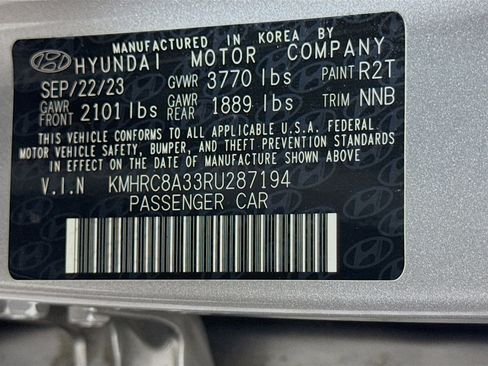 MANUFACTURED IN KOREA BY
HYUNDAI MOTOR COMPANY
SEP/22/23 GVWR 3770 lbs PAINT R2T
GAWR FRONT 2101 lbs GAWR REAR 1889 lbs TRIM NNB
THIS VEHICLE CONFORMS TO ALL APPLICABLE U.S.A. FEDERAL
MOTOR VEHICLE SAFETY, BUMPER, AND THEFT PREVENTION STANDARDS
IN EFFECT ON THE DATE OF MANUFACTURE SHOWN ABOVE.
V.I.N KMHRC8A33RU287194
PASSENGER CAR